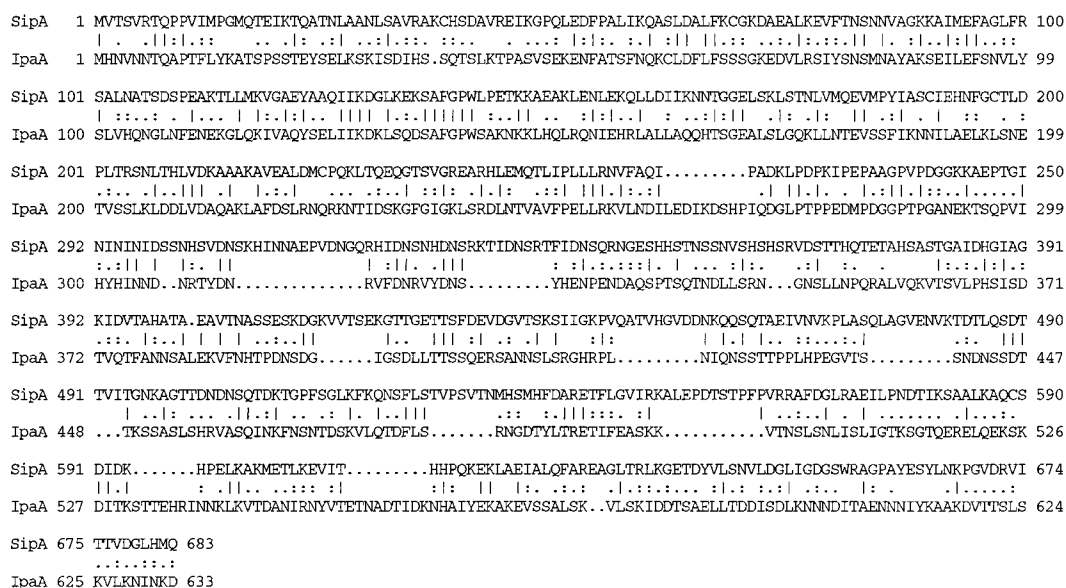 SipA 1 MVTSVRTQPPVIMPGMQTEIKTQATNLAANLSAVRAKCHSDAVREIKGPQLEDFPALIKQASLDALFKCGKDAEALKEVFTNSNNVAGKKAIMEFAGLFR 100
IpaA 1 MHNVNNTQAPTFLYKATSPSSTEYSELKSKISDIHS.SQTSLKTPASVSEKENFATSFNQKCLDFLFSSSGKEDVLRSIYSNSMNAYAKSEILEFSNVLY 99
SipA 101 SALNATSDSPEAKTLLMKVGAEYAAQIIKDGLKEKSAFGPWLPETKKAEAKLENLEKQLLDIIKNNTGGELSKLSTNLVMQEVMPYIASCIEHNFGCTLD 200
IpaA 100 SLVHQNGLNFENEKGLQKIVAQYSELIIKDKLSQDSAFGPWSAKNKKLHQLRQNIEHRLALLAQQHTSGEALSLGQKLLNTEVSSFIKNNILAELKLSNE 199
SipA 201 PLTRSNLTHLVDKAAAKAVEALDMCPQKLTQEQGTSVGREARHLEMQTLIPLLLRNVFAQI.........PADKLPDPKIPEPAAGPVPDGGKKAEPTGI 250
IpaA 200 TVSSLKLDDLVDAQAKLAFDSLRNQRKNTIDSKGFGIGKLSRDLNTVAVFPELLRKVLNDILEDIKDSHPIQDGLPTPPEDMPDGGPTPGANEKTSQPVI 299
SipA 292 NININIDSSNHSVDNSKHINNAEPVDNGQRHIDNSNHDNSRKTIDNSRTFIDNSQRNGESHHSTNSSNVSHSHSRVDSTTHQTETAHSASTGAIDHGIAG 391
IpaA 300 HYHINND..NRTYDN..............RVFDNRVYDNS.........YHENPENDAQSPTSQTNDLLSRN...GNSLLNPQRALVQKVTSVLPHSISD 371
SipA 392 KIDVTAHATA.EAVTNASSESKDGKVVTSEKGTTGETTSFDEVDGVTSKSIIGKPVQATVHGVDDNKQQSQTAEIVNVKPLASQLAGVENVKTDTLQSDT 490
IpaA 372 TVQTFANNSALEKVFNHTPDNSDG......IGSDLLTTSSQERSANNSLSRGHRPL.........NIQNSSTTPPLHPEGVTS.........SNDNSSDT 447
SipA 491 TVITGNKAGTTDNDNSQTDKTGPFSGLKFKQNSFLSTVPSVTNMHSMHFDARETFLGVIRKALEPDTSTPFPVRRAFDGLRAEILPNDTIKSAALKAQCS 590
IpaA 448 ...TKSSASLSHRVASQINKFNSNTDSKVLQTDFLS.......RNGDTYLTRETIFEASKK...........VTNSLSNLISLIGTKSGTQERELQEKSK 526
SipA 591 DIDK.......HPELKAKMETLKEVIT.........HHPQKEKLAEIALQFAREAGLTRLKGETDYVLSNVLDGLIGDGSWRAGPAYESYLNKPGVDRVI 674
IpaA 527 DITKSTTEHRINNKLKVTDANIRNYVTETNADTIDKNHAIYEKAKEVSSALSK..VLSKIDDTSAELLTDDISDLKNNNDITAENNNIYKAAKDVTTSLS 624
SipA 675 TTVDGLHMQ 683
IpaA 625 KVLKNINKD 633